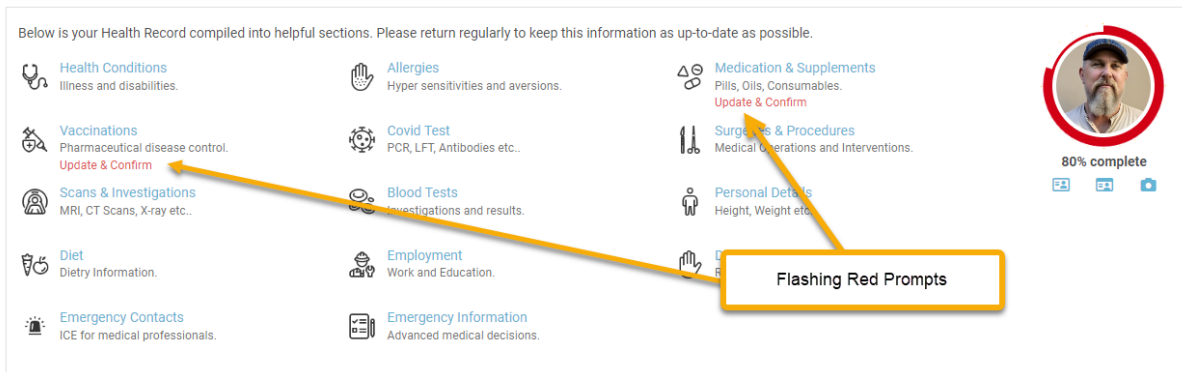 Below is your Health Record compiled into helpful sections. Please return regularly to keep this information as up-to-date as possible.
Health Conditions
Illness and disabilities.
Allergies
Hyper sensitivities and aversions.
Medication & Supplements
Pills, Oils, Consumables.
Update & Confirm
Vaccinations
Pharmaceutical disease control.
Update & Confirm
Covid Test
PCR, LFT, Antibodies etc..
Surgeries & Procedures
Medical Operations and Interventions.
80% complete
Scans & Investigations
MRI, CT Scans, X-ray etc..
Blood Tests
Investigations and results.
Personal Details
Height, Weight etc
Diet
Dietry Information.
Employment
Work and Education.
Flashing Red Prompts
Emergency Contacts
ICE for medical professionals.
Emergency Information
Advanced medical decisions.